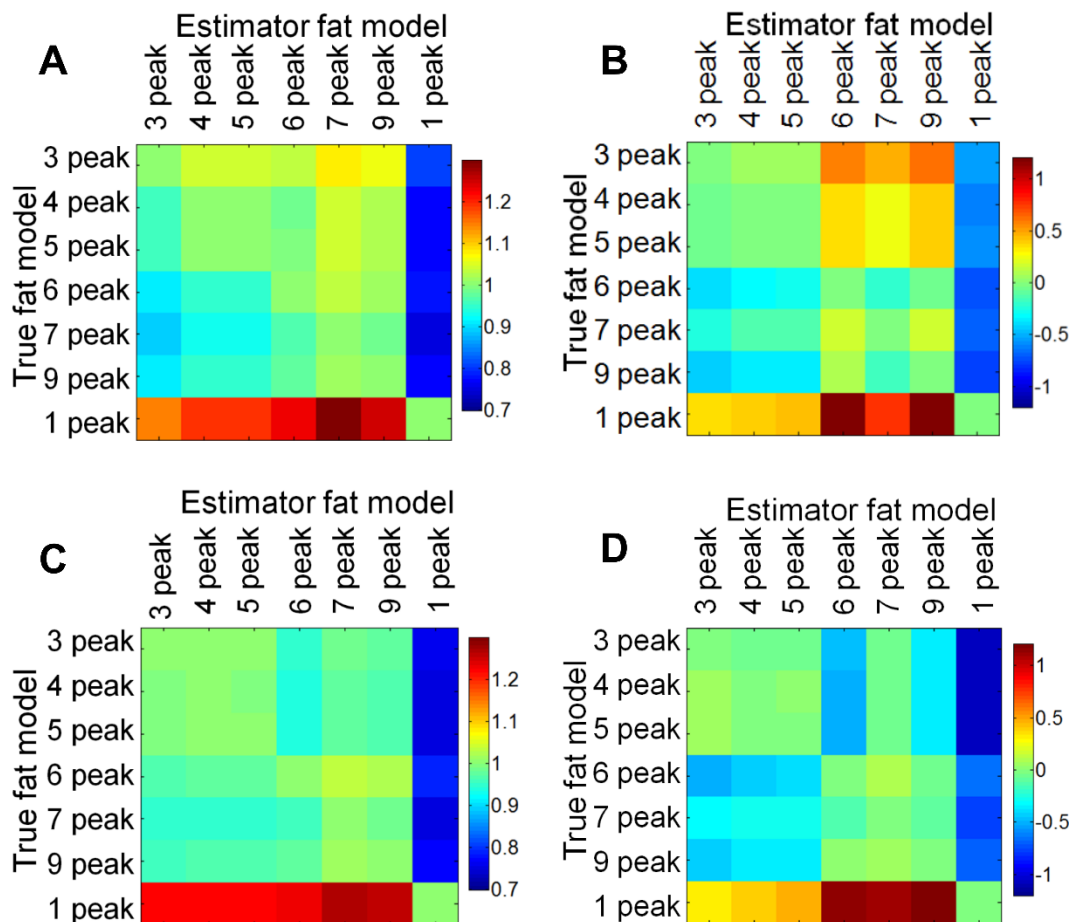 A
Estimator fat model
3 peak
4 peak
5 peak
6 peak
7 peak
9 peak
1 peak
True fat model
3 peak
4 peak
5 peak
6 peak
7 peak
9 peak
1 peak
1.2
1.1
1
0.9
0.8
0.7
B
Estimator fat model
3 peak
4 peak
5 peak
6 peak
7 peak
9 peak
1 peak
True fat model
3 peak
4 peak
5 peak
6 peak
7 peak
9 peak
1 peak
1
0.5
0
-0.5
-1
C
Estimator fat model
3 peak
4 peak
5 peak
6 peak
7 peak
9 peak
1 peak
True fat model
3 peak
4 peak
5 peak
6 peak
7 peak
9 peak
1 peak
1.2
1.1
1
0.9
0.8
0.7
D
Estimator fat model
3 peak
4 peak
5 peak
6 peak
7 peak
9 peak
1 peak
True fat model
3 peak
4 peak
5 peak
6 peak
7 peak
9 peak
1 peak
1
0.5
0
-0.5
-1